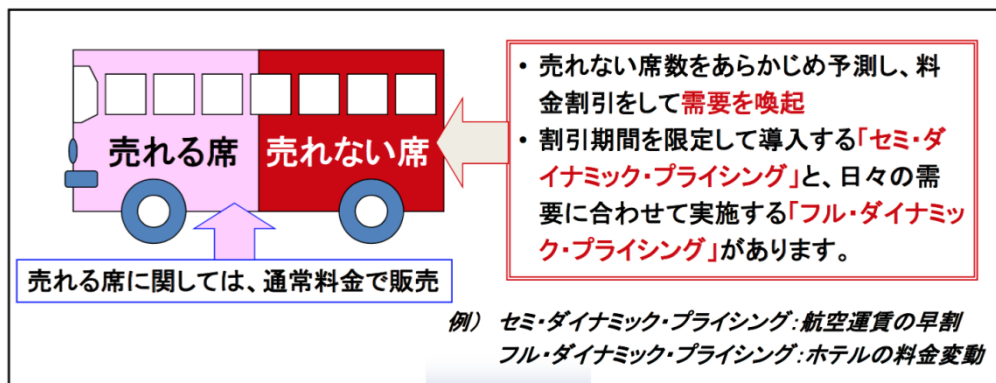 売れる席
売れない席
売れる席に関しては、通常料金で販売
・ 売れない席数をあらかじめ予測し、料
金割引をして需要を喚起
・ 割引期間を限定して導入する「セミ・ダ
イナミック・プライシング」と、日々の需
要に合わせて実施する「フル・ダイナミッ
ク・プライシング」があります。
例） セミ・ダイナミック・プライシング：航空運賃の早割
フル・ダイナミック・プライシング：ホテルの料金変動